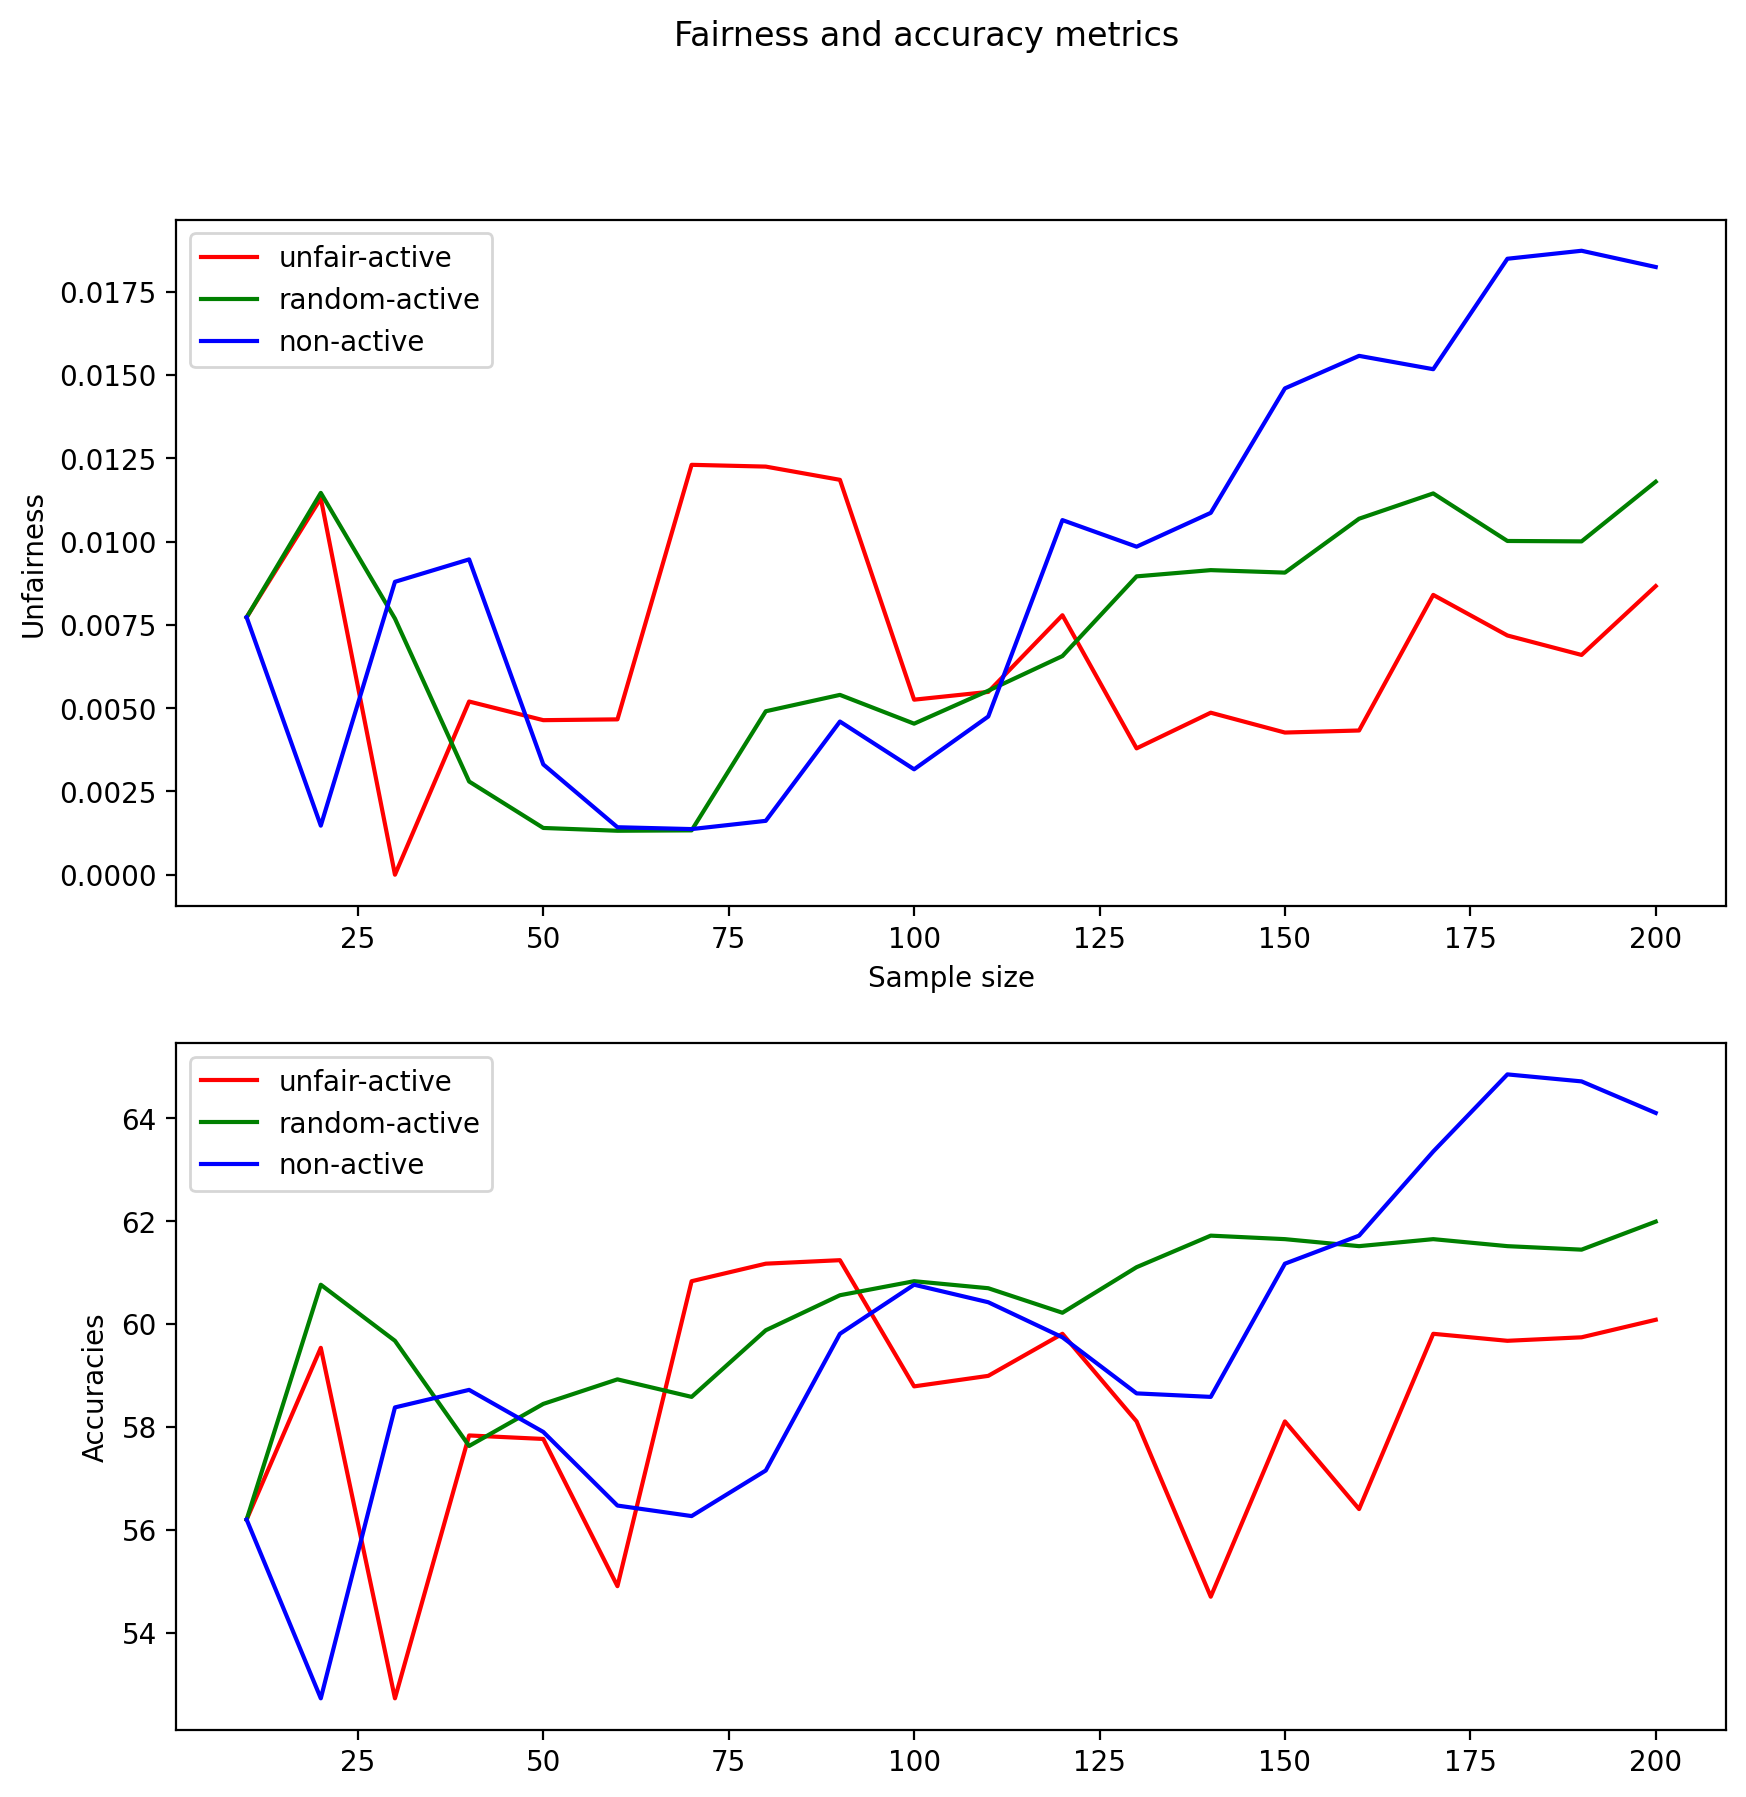 Fairness and accuracy metrics
unfair-active
random-active
non-active
0.0175
0.0150
0.0125
0.0100
0.0075
0.0050
0.0025
0.0000
Unfairness
25 50 75 100 125 150 175 200
Sample size
unfair-active
random-active
non-active
64
62
60
58
56
54
Accuracies
25 50 75 100 125 150 175 200